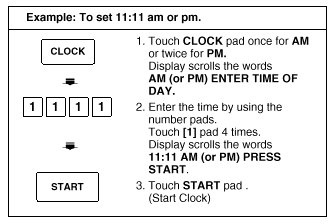 Example: To set 11:11 am or pm.
CLOCK
1. Touch CLOCK pad once for AM
or twice for PM.
Display scrolls the words
AM (or PM) ENTER TIME OF
DAY.
1 1 1 1
2. Enter the time by using the
number pads.
Touch [1] pad 4 times.
Display scrolls the words
11:11 AM (or PM) PRESS
START.
START
3. Touch START pad .
(Start Clock)